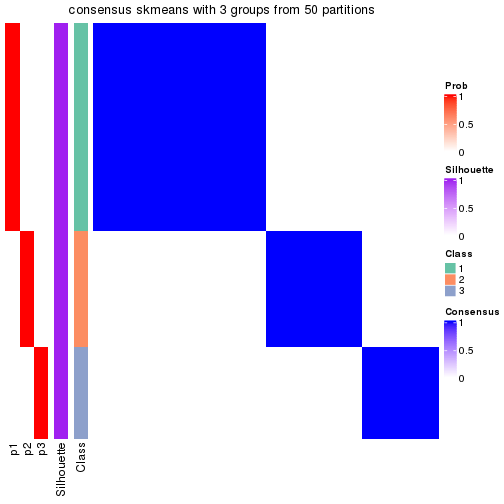 consensus skmeans with 3 groups from 50 partitions
Prob
1
0.5
0
Silhouette
1
0.5
0
Class
1
2
3
Consensus
1
0.5
0
p1
p2
p3
Silhouette
Class